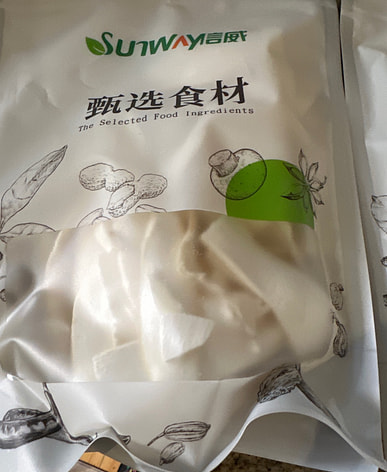 SUNWAY信威
甄选食材
The Selected Food Ingredients